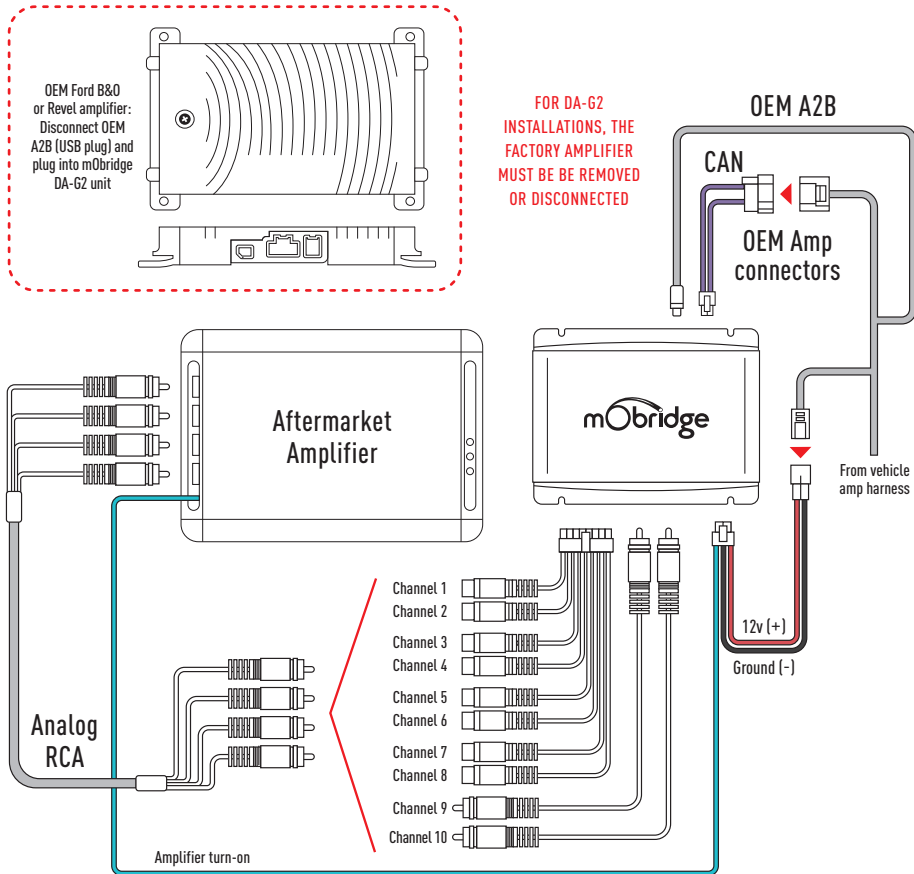 OEM Ford B&O
or Revel amplifier:
Disconnect OEM
A2B (USB plug) and
plug into mObridge
DA-G2 unit
FOR DA-G2
INSTALLATIONS, THE
FACTORY AMPLIFIER
MUST BE BE REMOVED
OR DISCONNECTED
OEM A2B
CAN
OEM Amp
connectors
Aftermarket
Amplifier
mObridge
From vehicle
amp harness
Channel 1
Channel 2
Channel 3
Channel 4
Channel 5
Channel 6
Channel 7
Channel 8
Channel 9
Channel 10
12v (+)
Ground (-)
Analog
RCA
Amplifier turn-on